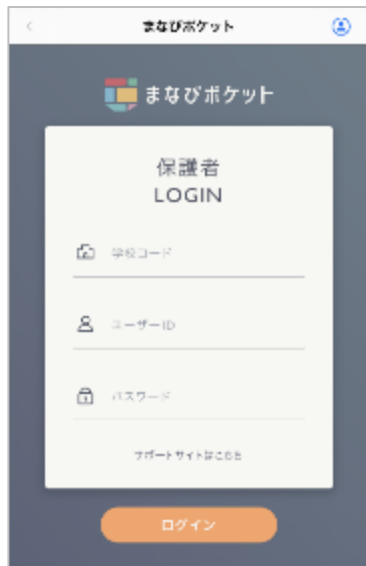 まなびポケット
まなびポケット
保護者
LOGIN
学校コード
ユーザーID
パスワード
サポートサイトはこちら
ログイン